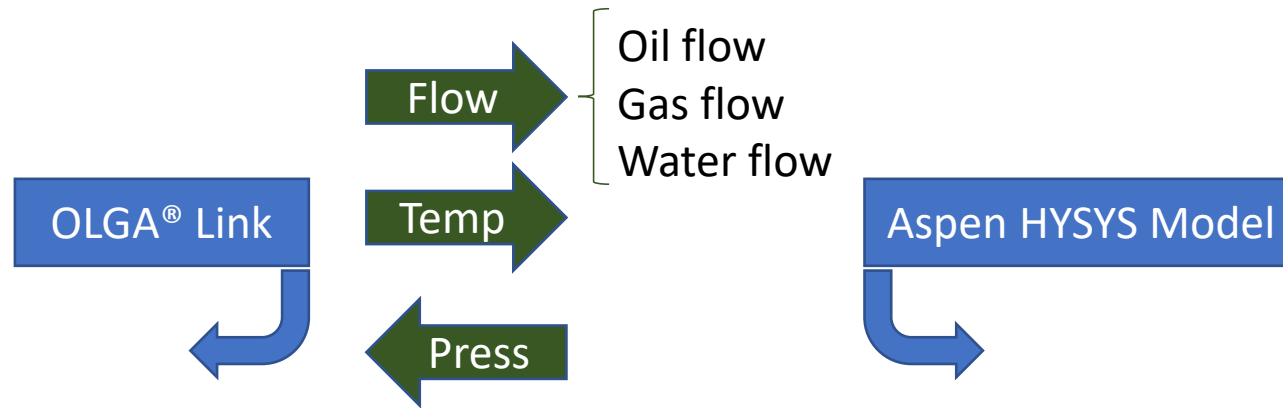 Flow
Oil flow
Gas flow
Water flow
OLGA® Link
Temp
Aspen HYSYS Model
Press